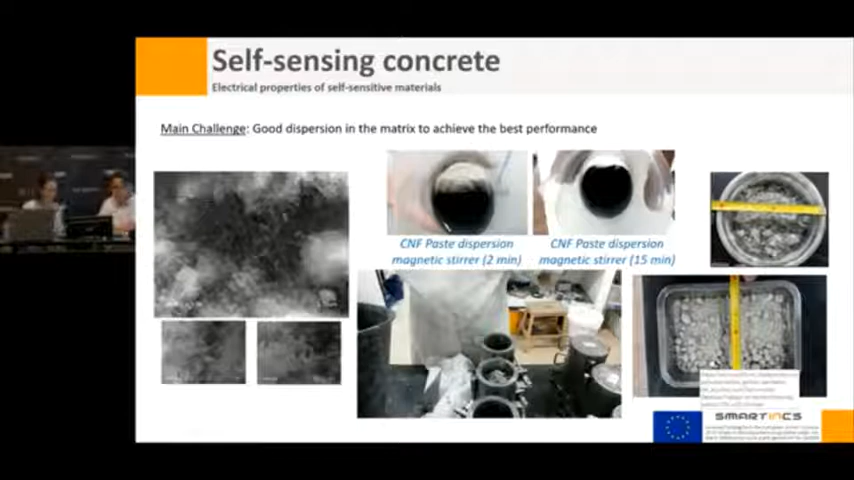 Self-sensing concrete
Electrical properties of self-sensitive materials
Main Challenge: Good dispersion in the matrix to achieve the best performance
CNF Paste dispersion
magnetic stirrer (2 min)
CNF Paste dispersion
magnetic stirrer (15 min)
SMARTINCS